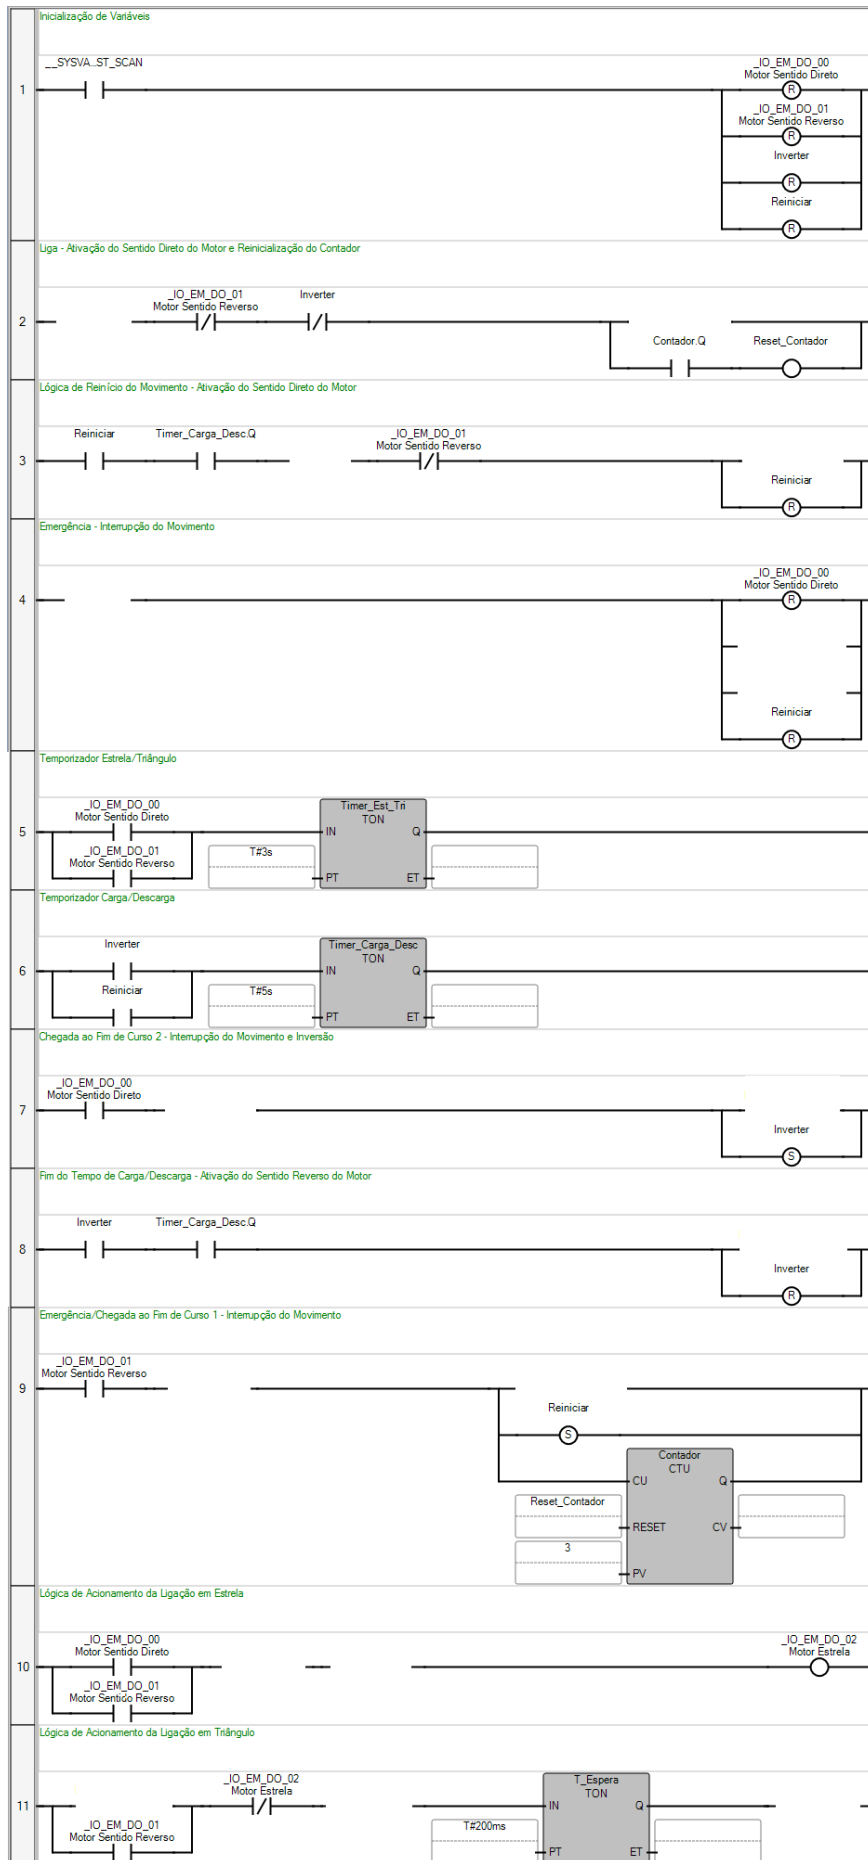 Inicialização de Variáveis
__SYSVA...ST_SCAN
_IO_EM_DO_00
Motor Sentido Direto
1
R
_IO_EM_DO_01
Motor Sentido Reverso
R
Inverter
R
Reiniciar
R
Liga - Ativação do Sentido Direto do Motor e Reinicialização do Contador
_IO_EM_DO_01
Motor Sentido Reverso
Inverter
2
Contador.Q
Reset_Contador
Lógica de Reinício do Movimento - Ativação do Sentido Direto do Motor
Reiniciar
Timer_Carga_Desc.Q
_IO_EM_DO_01
Motor Sentido Reverso
3
Reiniciar
R
Emergência - Interrupção do Movimento
_IO_EM_DO_00
Motor Sentido Direto
4
R
Reiniciar
R
Temporizador Estrela/Triângulo
_IO_EM_DO_00
Motor Sentido Direto
Timer_Est_Tri
TON
5
IN
Q
_IO_EM_DO_01
Motor Sentido Reverso
T#3s
PT
ET
Temporizador Carga/Descarga
Inverter
Timer_Carga_Desc
TON
6
IN
Q
Reiniciar
T#5s
PT
ET
Chegada ao Fim de Curso 2 - Interrupção do Movimento e Inversão
_IO_EM_DO_00
Motor Sentido Direto
7
Inverter
S
Fim do Tempo de Carga/Descarga - Ativação do Sentido Reverso do Motor
Inverter
Timer_Carga_Desc.Q
8
Inverter
R
Emergência/Chegada ao Fim de Curso 1 - Interrupção do Movimento
_IO_EM_DO_01
Motor Sentido Reverso
9
Reiniciar
S
Contador
CTU
CU
Q
Reset_Contador
RESET
CV
3
PV
Lógica de Acionamento da Ligação em Estrela
_IO_EM_DO_00
Motor Sentido Direto
_IO_EM_DO_02
Motor Estrela
10
_IO_EM_DO_01
Motor Sentido Reverso
Lógica de Acionamento da Ligação em Triângulo
_IO_EM_DO_02
Motor Estrela
T_Espera
TON
11
IN
Q
_IO_EM_DO_01
Motor Sentido Reverso
T#200ms
PT
ET